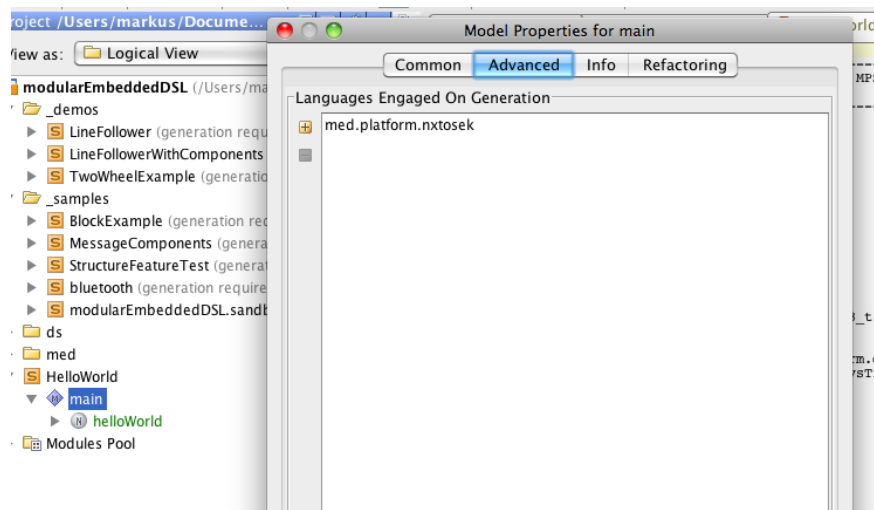 roject /Users/markus/Docume...
Model Properties for main
View as: Logical View
Common Advanced Info Refactoring
modularEmbeddedDSL (/Users/ma
Languages Engaged On Generation
med.platform.nxtosek
_demos
LineFollower (generation requ
LineFollowerWithComponents
TwoWheelExample (generatio
_samples
BlockExample (generation rec
MessageComponents (genera
StructureFeatureTest (generat
bluetooth (generation require
modularEmbeddedDSL.sandb
ds
med
HelloWorld
main
helloWorld
Modules Pool